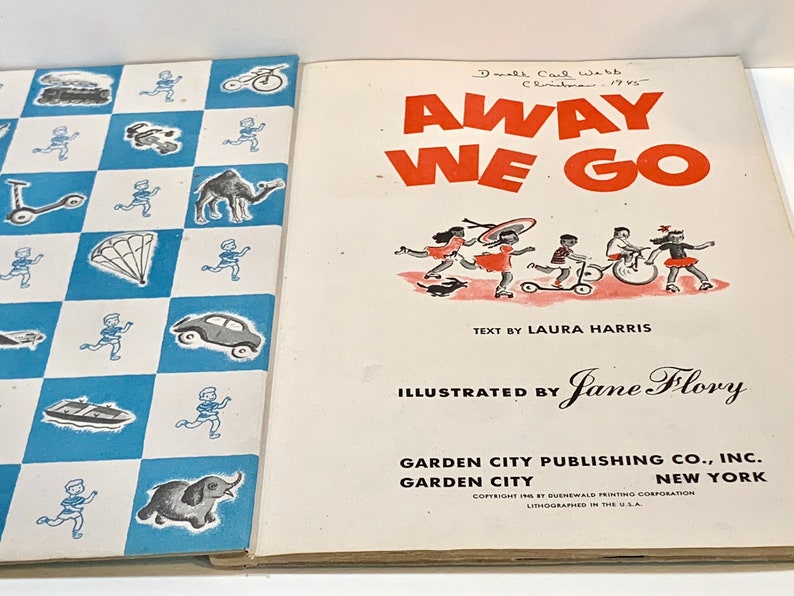 Donald Carl Webb
Christmas - 1945
AWAY
WE GO
TEXT BY LAURA HARRIS
ILLUSTRATED BY Jane Flory
GARDEN CITY PUBLISHING CO., INC.
GARDEN CITY NEW YORK
COPYRIGHT 1945 BY DUENEWALD PRINTING CORPORATION
LITHOGRAPHED IN THE U.S.A.